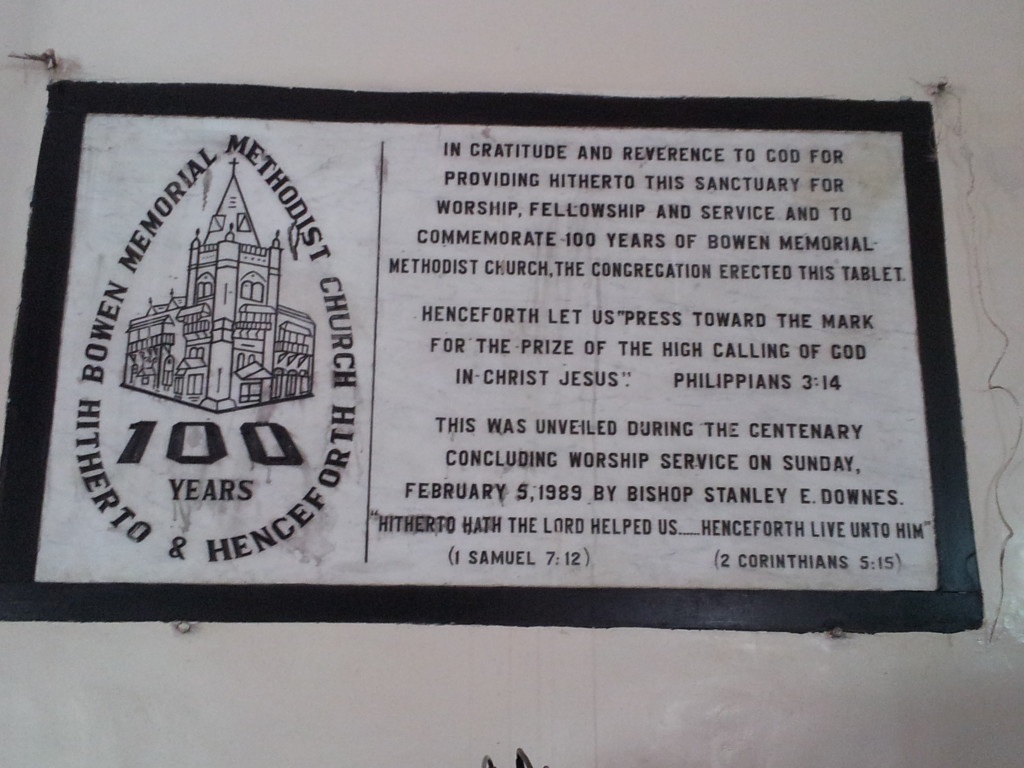 HITHERTO BOWEN MEMORIAL METHODIST CHURCH HTH
100
YEARS
& HENCEFORTH
IN GRATITUDE AND REVERENCE TO GOD FOR
PROVIDING HITHERTO THIS SANCTUARY FOR
WORSHIP, FELLOWSHIP AND SERVICE AND TO
COMMEMORATE 100 YEARS OF BOWEN MEMORIAL
METHODIST CHURCH, THE CONGREGATION ERECTED THIS TABLET.
HENCEFORTH LET US "PRESS TOWARD THE MARK
FOR THE PRIZE OF THE HIGH CALLING OF GOD
IN CHRIST JESUS". PHILIPPIANS 3:14
THIS WAS UNVEILED DURING THE CENTENARY
CONCLUDING WORSHIP SERVICE ON SUNDAY,
FEBRUARY 5, 1989 BY BISHOP STANLEY E. DOWNES.
"HITHERTO HATH THE LORD HELPED US......HENCEFORTH LIVE UNTO HIM"
(1 SAMUEL 7:12) (2 CORINTHIANS 5:15)